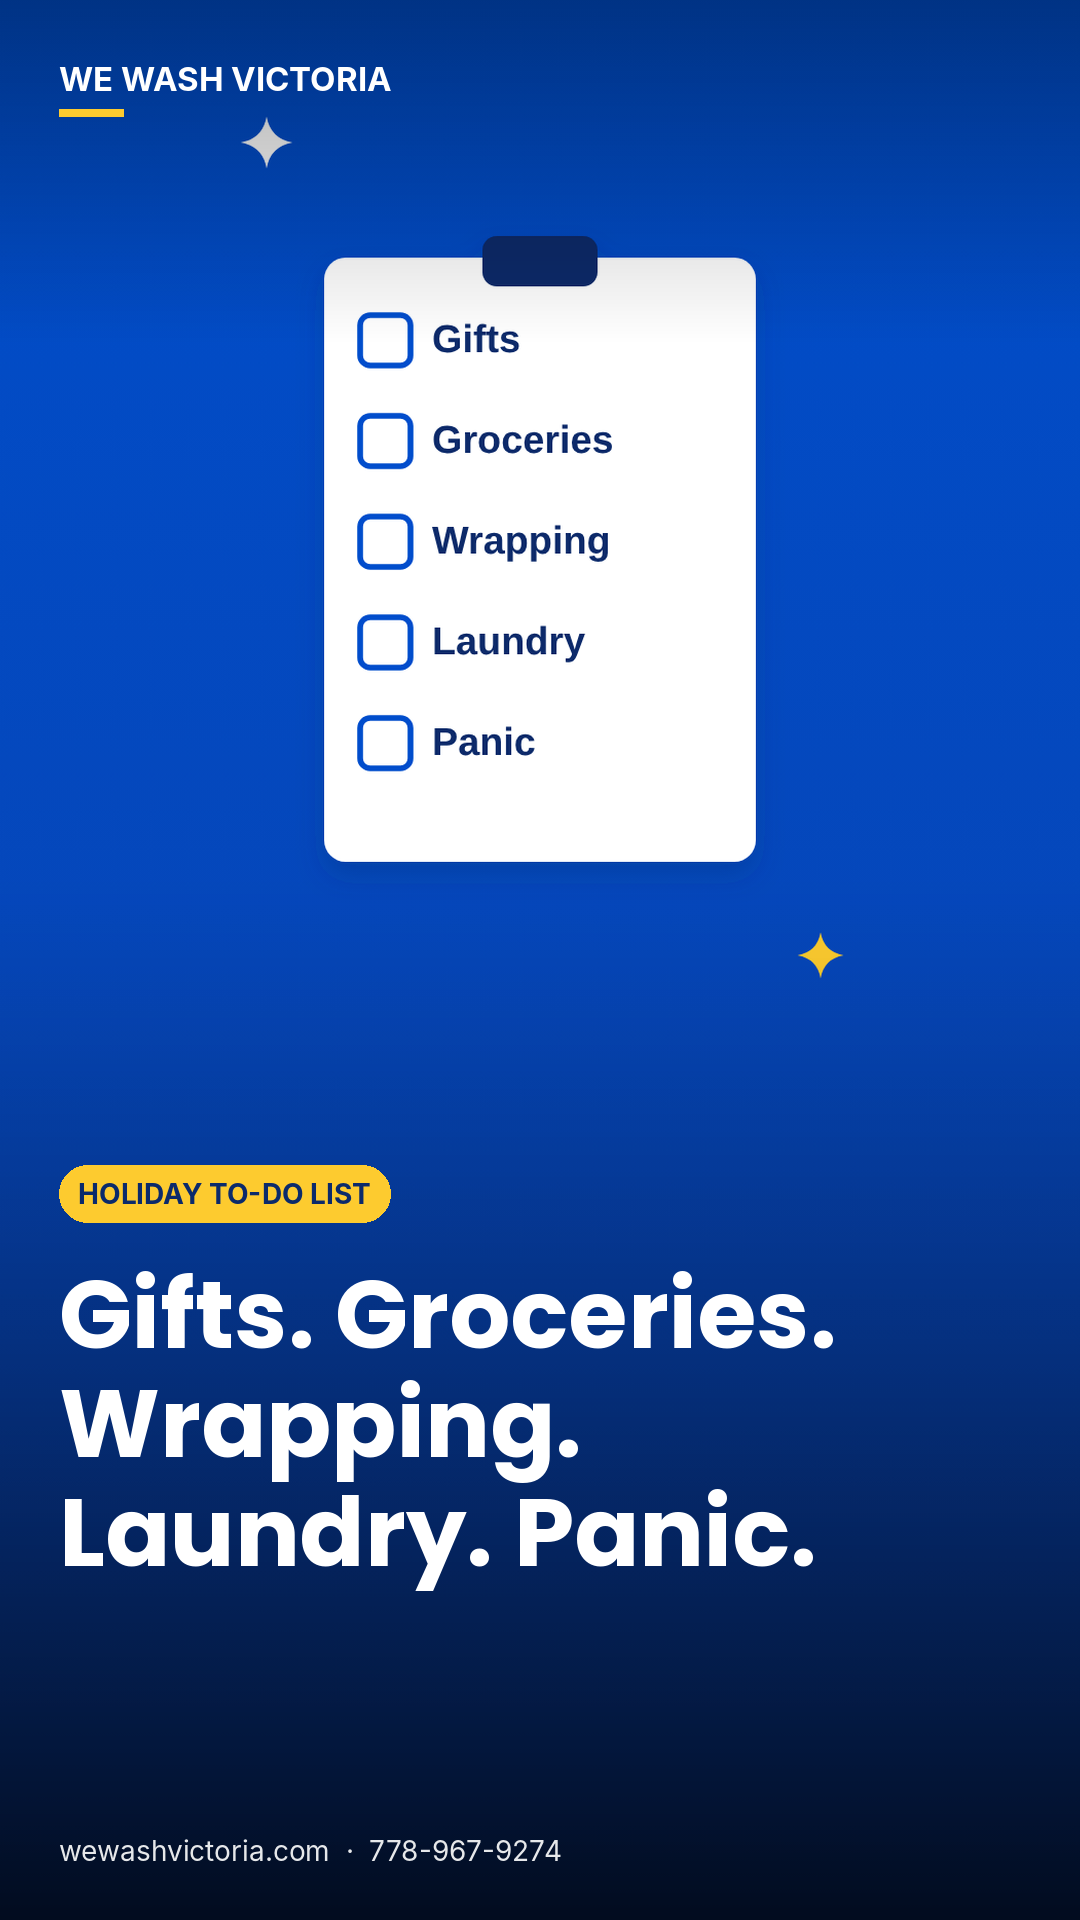 WE WASH VICTORIA
Gifts
Groceries
Wrapping
Laundry
Panic
HOLIDAY TO-DO LIST
Gifts. Groceries.
Wrapping.
Laundry. Panic.
wewashvictoria.com · 778-967-9274